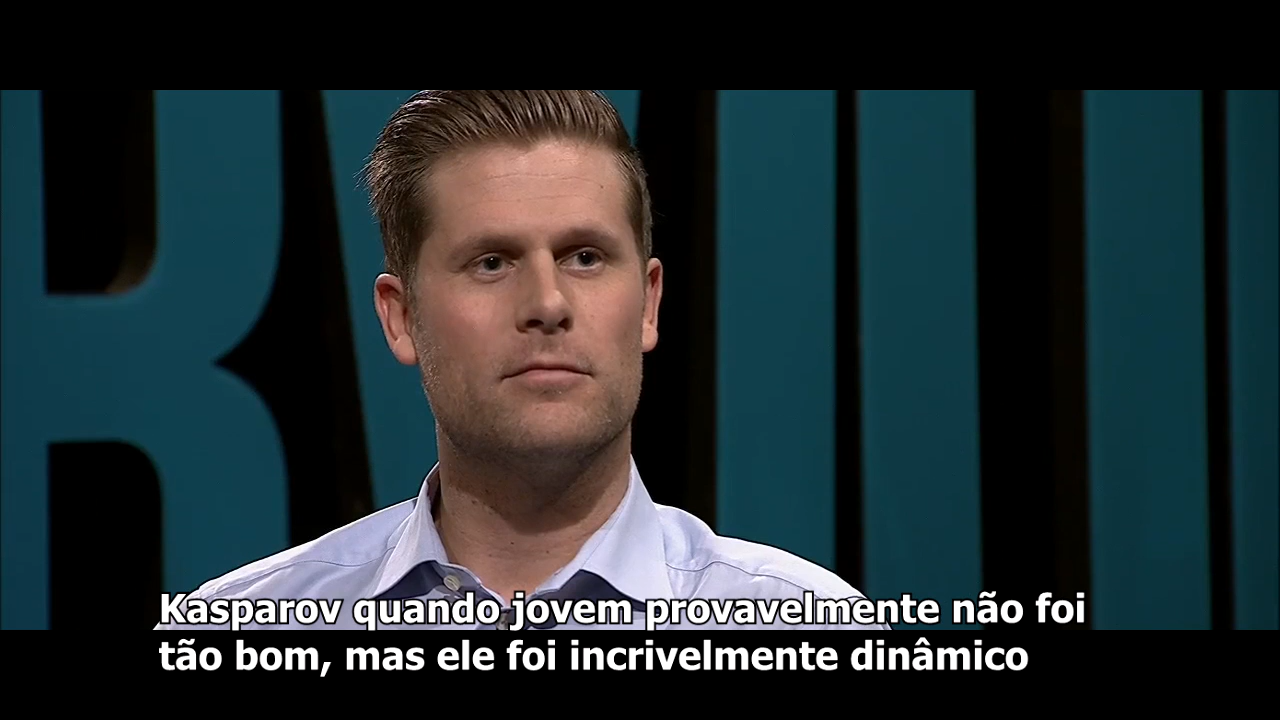 Kasparov quando jovem provavelmente não foi
tão bom, mas ele foi incrivelmente dinâmico